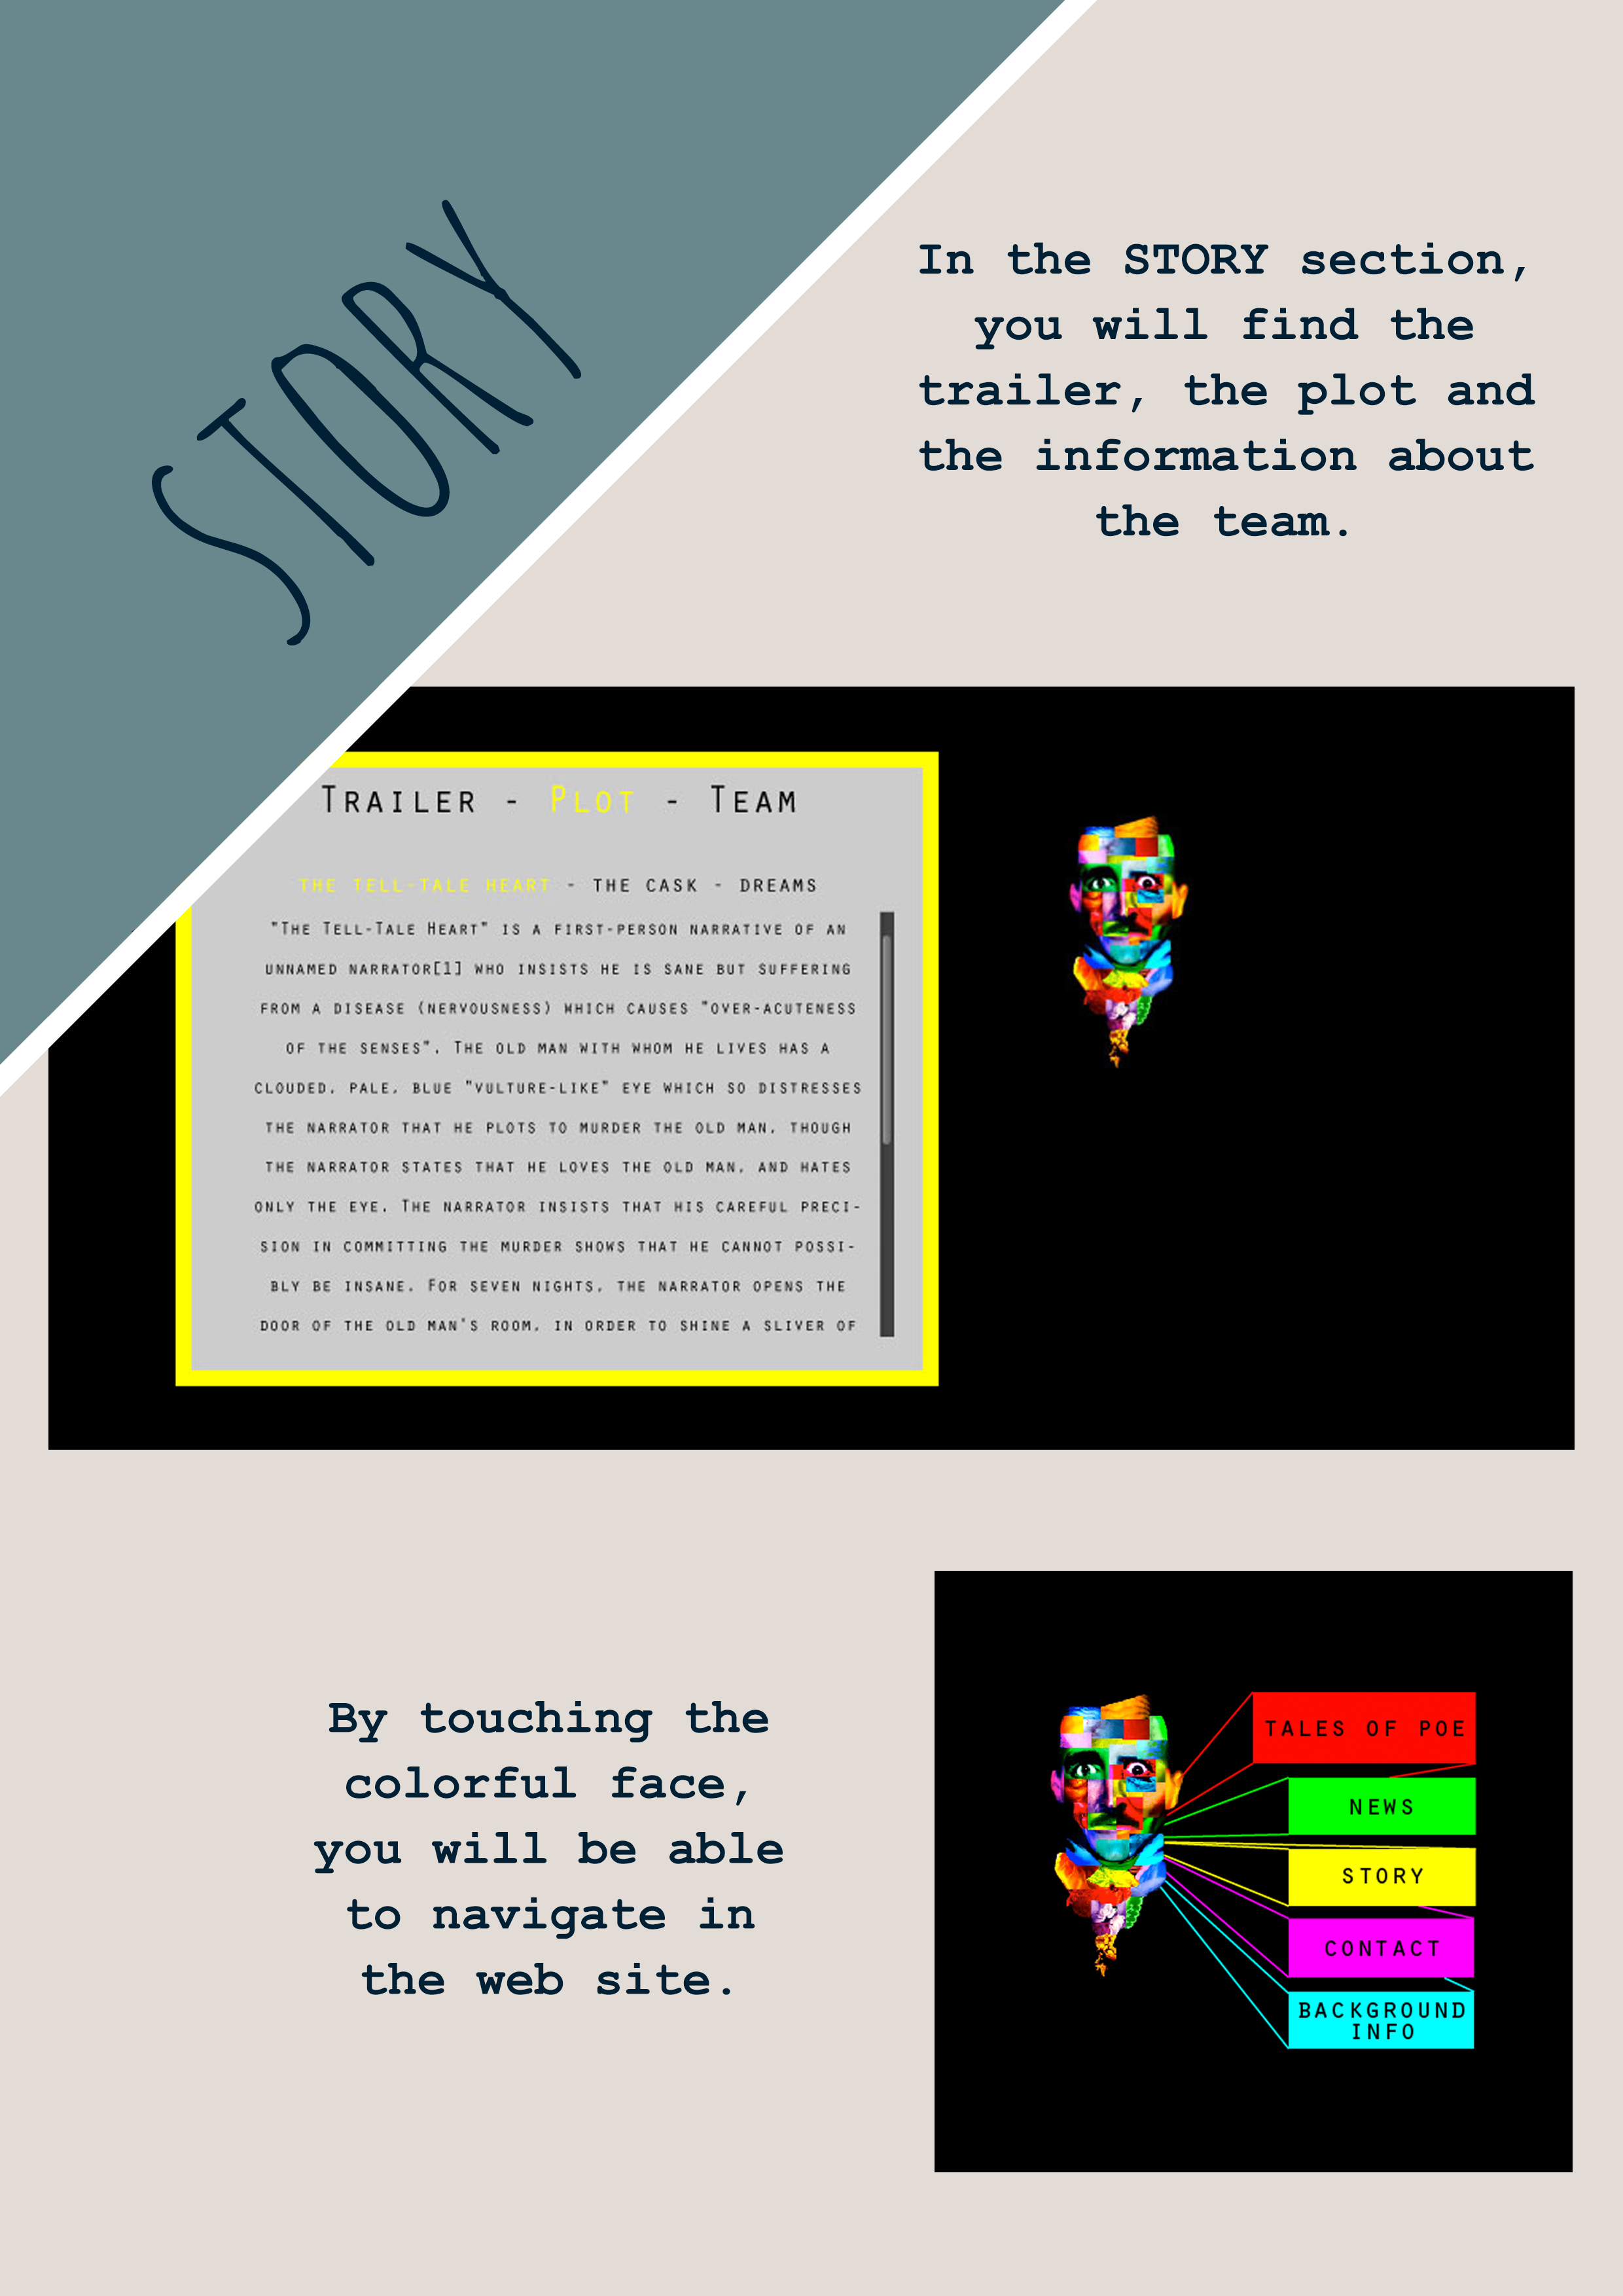 STORY
In the STORY section,
you will find the
trailer, the plot and
the information about
the team.
TRAILER - PLOT - TEAM
THE TELL-TALE HEART - THE CASK - DREAMS
"THE TELL-TALE HEART" IS A FIRST-PERSON NARRATIVE OF AN
UNNAMED NARRATOR[1] WHO INSISTS HE IS SANE BUT SUFFERING
FROM A DISEASE (NERVOUSNESS) WHICH CAUSES "OVER-ACUTENESS
OF THE SENSES". THE OLD MAN WITH WHOM HE LIVES HAS A
CLOUDED, PALE, BLUE "VULTURE-LIKE" EYE WHICH SO DISTRESSES
THE NARRATOR THAT HE PLOTS TO MURDER THE OLD MAN, THOUGH
THE NARRATOR STATES THAT HE LOVES THE OLD MAN, AND HATES
ONLY THE EYE. THE NARRATOR INSISTS THAT HIS CAREFUL PRECI-
SION IN COMMITTING THE MURDER SHOWS THAT HE CANNOT POSSI-
BLY BE INSANE. FOR SEVEN NIGHTS, THE NARRATOR OPENS THE
DOOR OF THE OLD MAN'S ROOM, IN ORDER TO SHINE A SLIVER OF
By touching the
colorful face,
you will be able
to navigate in
the web site.
TALES OF POE
NEWS
STORY
CONTACT
BACKGROUND
INFO